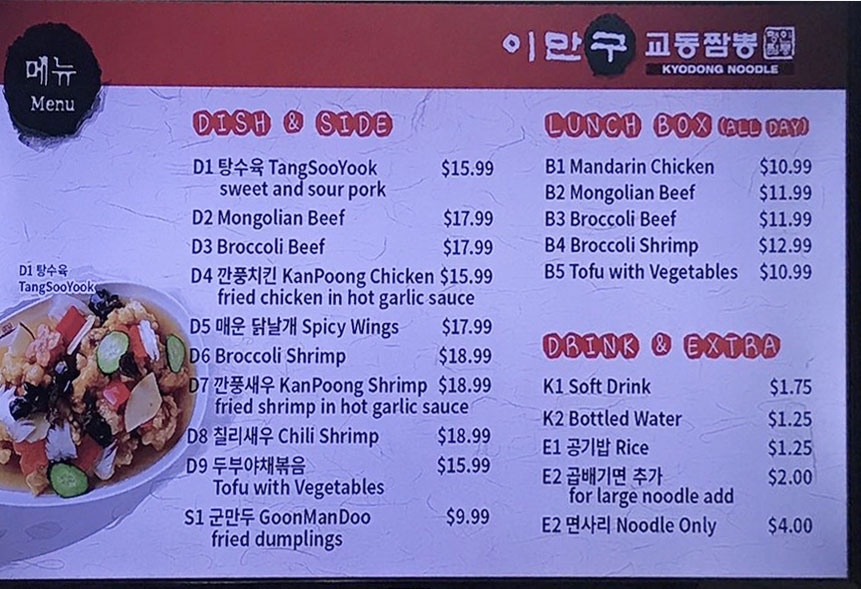 메뉴
Menu
이만구 교동짬뽕
KYODONG NOODLE
D1 탕수육
TangSooYook
DISH & SIDE
D1 탕수육 TangSooYook $15.99
sweet and sour pork
D2 Mongolian Beef $17.99
D3 Broccoli Beef $17.99
D4 깐풍치킨 KanPoong Chicken $15.99
fried chicken in hot garlic sauce
D5 매운 닭날개 Spicy Wings $17.99
D6 Broccoli Shrimp $18.99
D7 깐풍새우 KanPoong Shrimp $18.99
fried shrimp in hot garlic sauce
D8 칠리새우 Chili Shrimp $18.99
D9 두부야채볶음 $15.99
Tofu with Vegetables
S1 군만두 GoonManDoo $9.99
fried dumplings
LUNCH BOX (ALL DAY)
B1 Mandarin Chicken $10.99
B2 Mongolian Beef $11.99
B3 Broccoli Beef $11.99
B4 Broccoli Shrimp $12.99
B5 Tofu with Vegetables $10.99
DRINK & EXTRA
K1 Soft Drink $1.75
K2 Bottled Water $1.25
E1 공기밥 Rice $1.25
E2 곱배기면 추가 $2.00
for large noodle add
E2 면사리 Noodle Only $4.00